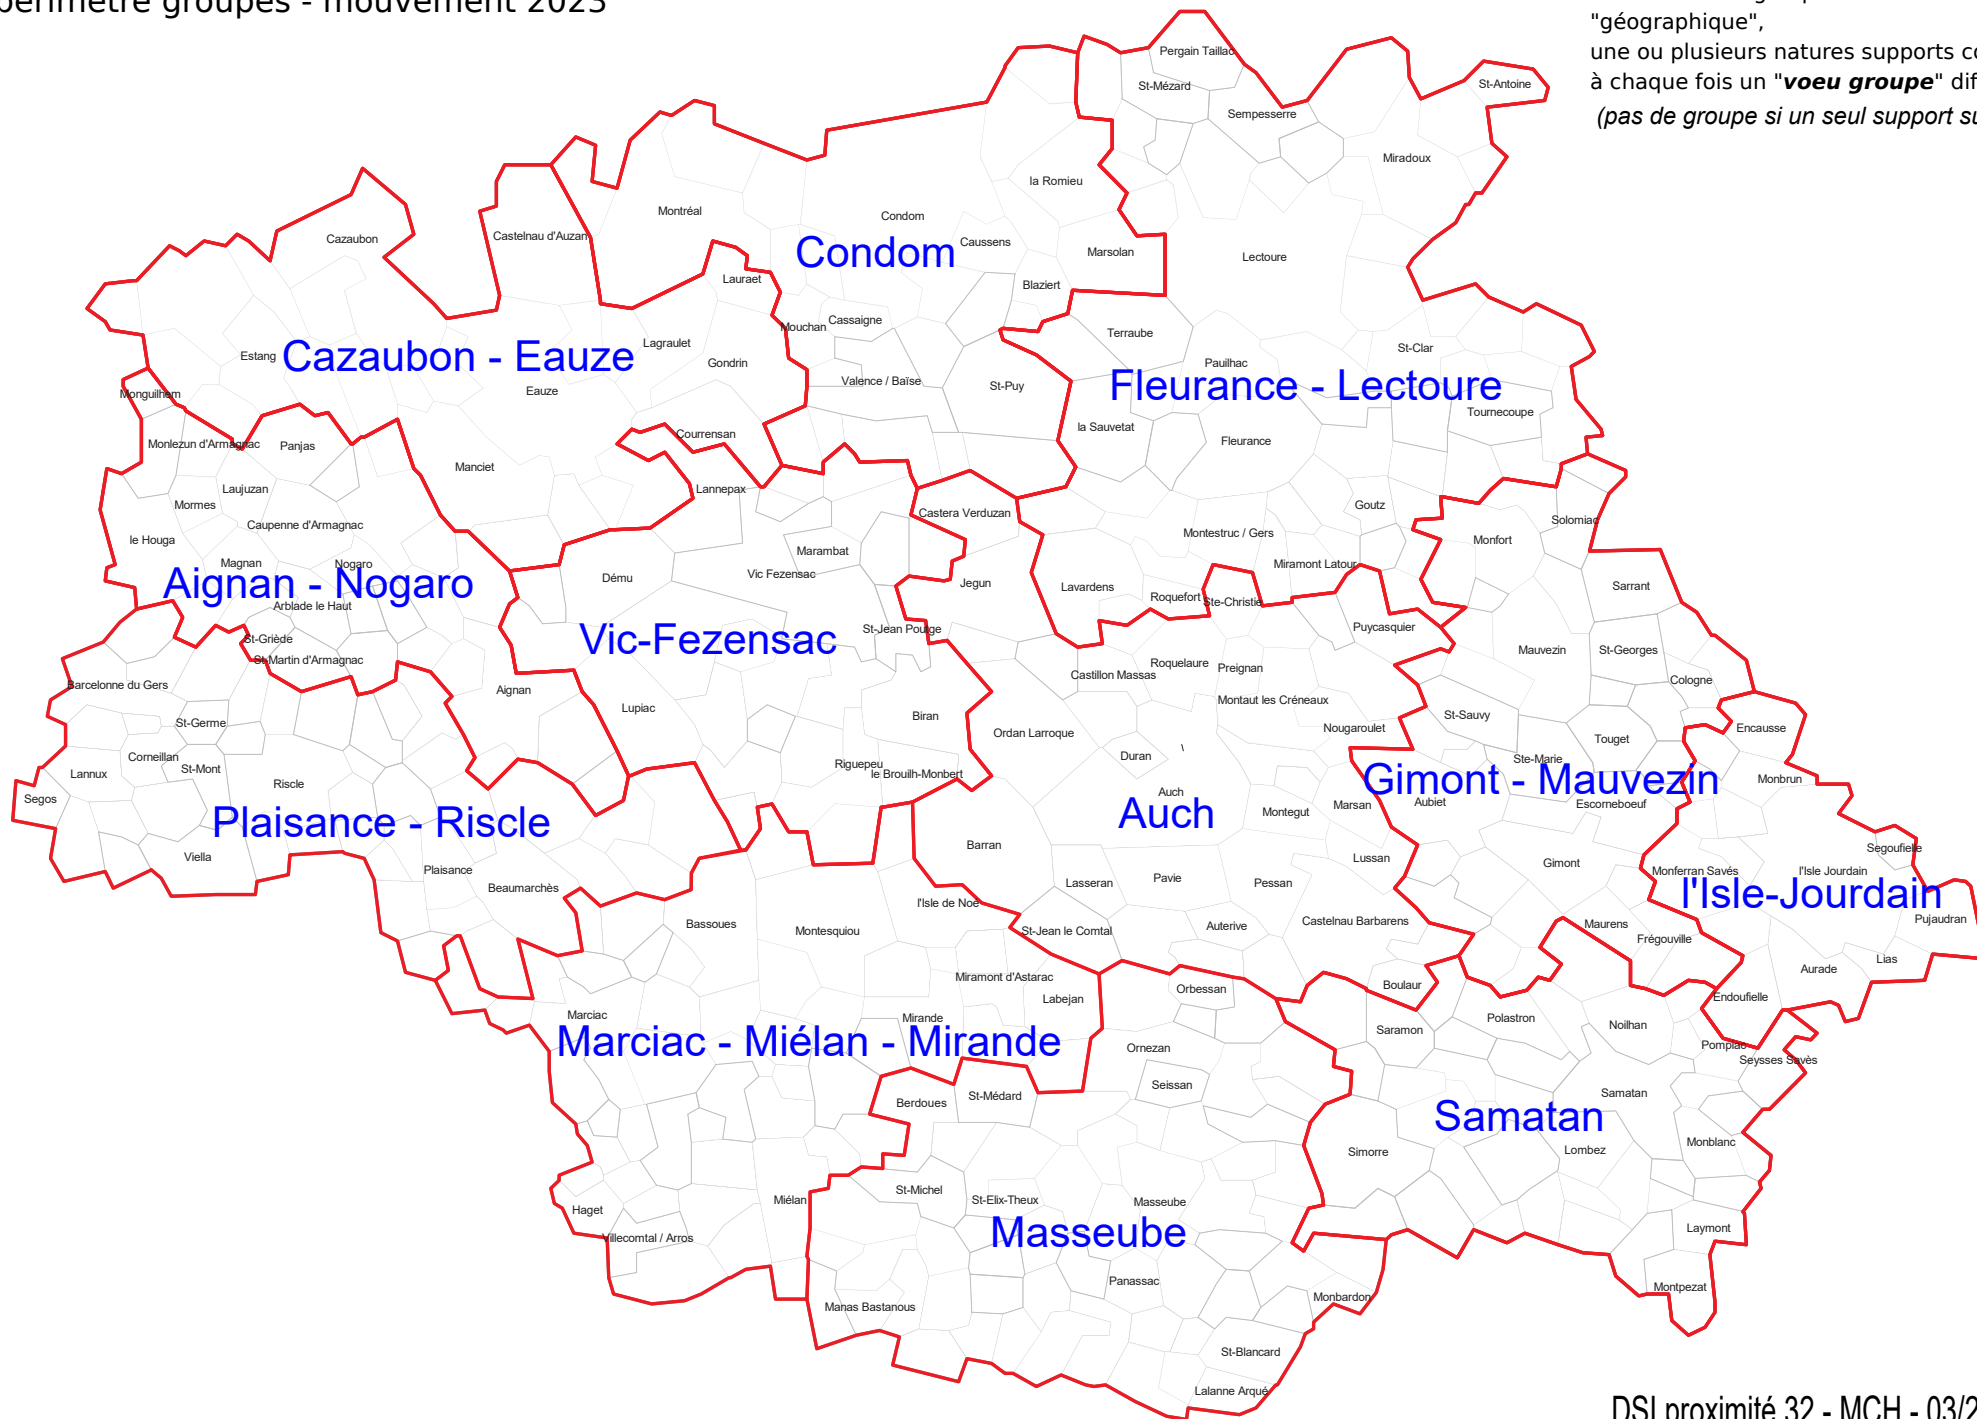 périmètre groupes - mouvement 2023
"géographique",
une ou plusieurs natures supports
à chaque fois un "voeu groupe"
(pas de groupe si un seul support
Pergain Taillac
St-Mézard
St-Antoine
Sempesserre
Miradoux
la Romieu
Montréal
Condom
Castelnau d'Auzan
Cazaubon
Caussens
Condom
Marsolan
Lectoure
Lauraet
Blaziert
Mouchan
Cassaigne
Terraube
Lagraulet
St-Clar
Estang
Cazaubon - Eauze
Gondrin
Pauilhac
Valence / Baïse
St-Puy
Fleurance - Lectoure
Eauze
Monguilhem
Tournecoupe
la Sauvetat
Courrensan
Fleurance
Monlezun d'Armagnac
Panjas
Manciet
Laujuzan
Lannepax
Mormes
Goutz
Castera Verduzan
Solomiac
Caupenne d'Armagnac
Montestruc / Gers
le Houga
Monfort
Marambat
Magnan
Nogaro
Miramont Latour
Vic Fezensac
Dému
Aignan - Nogaro
Jegun
Lavardens
Sarrant
Roquefort
Ste-Christie
Arblade le Haut
Puycasquier
St-Jean Pouge
St-Griède
Vic-Fezensac
Mauvezin
St-Georges
St-Martin d'Armagnac
Roquelaure
Preignan
Castillon Massas
Cologne
Barcelonne du Gers
Aignan
Montaut les Créneaux
Lupiac
Biran
St-Sauvy
St-Germe
Nougaroulet
Encausse
Ordan Larroque
Touget
Duran
Corneillan
Ste-Marie
Riguepeu
St-Mont
Lannux
le Brouilh-Monbert
Gimont - Mauvezin
Monbrun
Riscle
Auch
Segos
Aubiet
Escorneboeuf
Marsan
Montegut
Auch
Plaisance - Riscle
Barran
Segoufielle
Viella
Lussan
Gimont
Plaisance
Monferran Savés
l'Isle Jourdain
Pavie
Lasseran
Pessan
Beaumarchès
l'Isle-Jourdain
l'Isle de Noé
Pujaudran
Castelnau Barbarens
Bassoues
Maurens
Auterive
Montesquiou
St-Jean le Comtal
Frégouville
Lias
Aurade
Miramont d'Astarac
Boulaur
Orbessan
Endoufielle
Labejan
Marciac
Mirande
Polastron
Noilhan
Saramon
Marciac - Miélan - Mirande
Pompiac
Ornezan
Seysses Savès
Seissan
Samatan
St-Médard
Berdoues
Samatan
Monblanc
Lombez
Simorre
St-Michel
St-Elix-Theux
Miélan
Masseube
Haget
Laymont
Masseube
Villecomtal / Arros
Panassac
Montpezat
Monbardon
Manas Bastanous
St-Blancard
Lalanne Arqué
DSI proximité 32 - MCH - 03/2